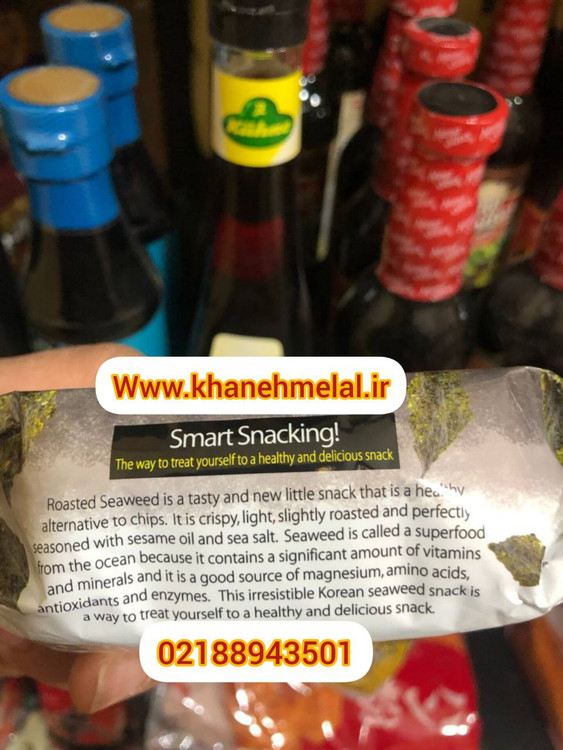 Kühne
Www.khanehmelal.ir
Smart Snacking!
The way to treat yourself to a healthy and delicious snack
Roasted Seaweed is a tasty and new little snack that is a healthy
alternative to chips. It is crispy, light, slightly roasted and perfectly
seasoned with sesame oil and sea salt. Seaweed is called a superfood
from the ocean because it contains a significant amount of vitamins
and minerals and it is a good source of magnesium, amino acids,
antioxidants and enzymes. This irresistible Korean seaweed snack is
a way to treat yourself to a healthy and delicious snack.
02188943501